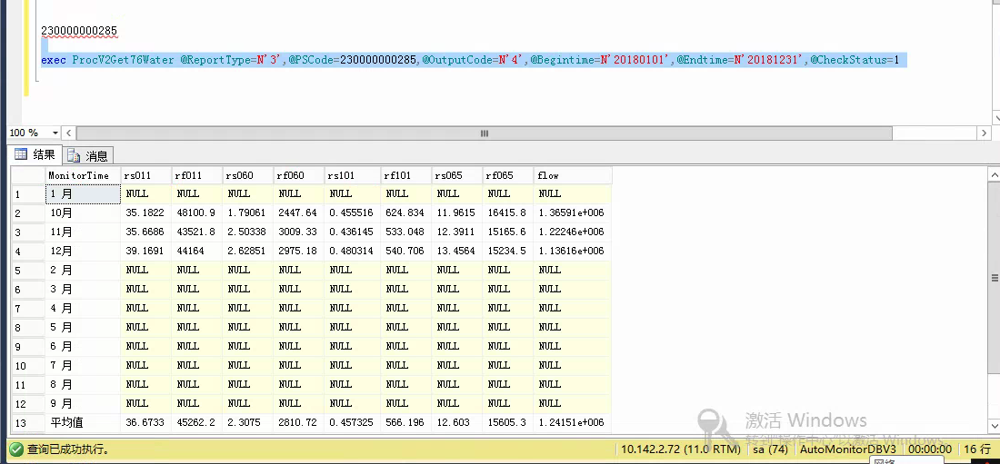 230000000285
exec ProcV2Get76Water @ReportType=N'3',@PSCode=230000000285,@OutputCode=N'4',@Begintime=N'20180101',@Endtime=N'20181231',@CheckStatus=1
100 %
结果 消息
MonitorTime rs011 rf011 rs060 rf060 rs101 rf101 rs065 rf065 flow
1 1 月 NULL NULL NULL NULL NULL NULL NULL NULL NULL
2 10月 35.1822 48100.9 1.79061 2447.64 0.455516 624.834 11.9615 16415.8 1.36591e+006
3 11月 35.6686 43521.8 2.50338 3009.33 0.436145 533.048 12.3911 15165.6 1.22246e+006
4 12月 39.1691 44164 2.62851 2975.18 0.480314 540.706 13.4564 15234.5 1.13616e+006
5 2 月 NULL NULL NULL NULL NULL NULL NULL NULL NULL
6 3 月 NULL NULL NULL NULL NULL NULL NULL NULL NULL
7 4 月 NULL NULL NULL NULL NULL NULL NULL NULL NULL
8 5 月 NULL NULL NULL NULL NULL NULL NULL NULL NULL
9 6 月 NULL NULL NULL NULL NULL NULL NULL NULL NULL
10 7 月 NULL NULL NULL NULL NULL NULL NULL NULL NULL
11 8 月 NULL NULL NULL NULL NULL NULL NULL NULL NULL
12 9 月 NULL NULL NULL NULL NULL NULL NULL NULL NULL
13 平均值 36.6733 45262.2 2.3075 2810.72 0.457325 566.196 12.603 15605.3 1.24151e+006
激活 Windows
转到"操作中心"以激活 Windows。
查询已成功执行。 10.142.2.72 (11.0 RTM) sa (74) AutoMonitorDBV3 00:00:00 16 行